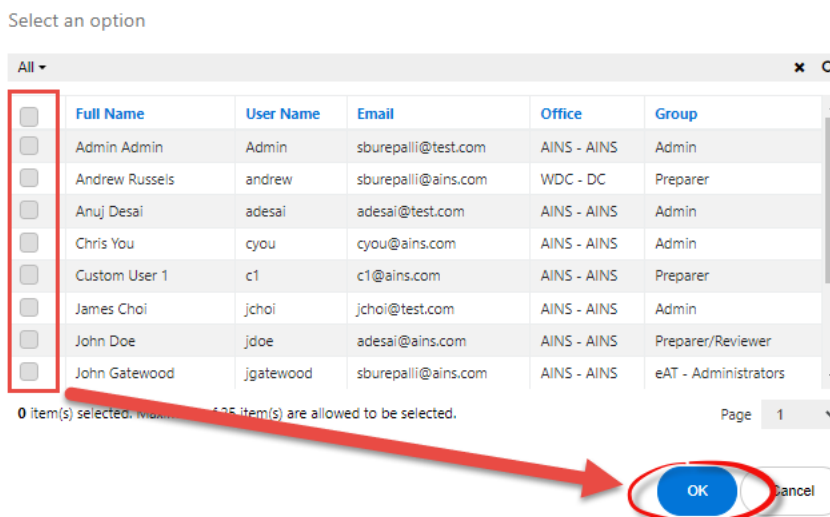 Select an option
All
Full Name User Name Email Office Group
Admin Admin Admin sburepalli@test.com AINS - AINS Admin
Andrew Russels andrew sburepalli@ains.com WDC - DC Preparer
Anuj Desai adesai adesai@test.com AINS - AINS Admin
Chris You cyou cyou@ains.com AINS - AINS Admin
Custom User 1 c1 c1@ains.com AINS - AINS Preparer
James Choi jchoi jchoi@test.com AINS - AINS Admin
John Doe jdoe adesai@ains.com AINS - AINS Preparer/Reviewer
John Gatewood jgatewood sburepalli@ains.com AINS - AINS eAT - Administrators
0 item(s) selected. 25 item(s) are allowed to be selected. Page 1
OK Cancel